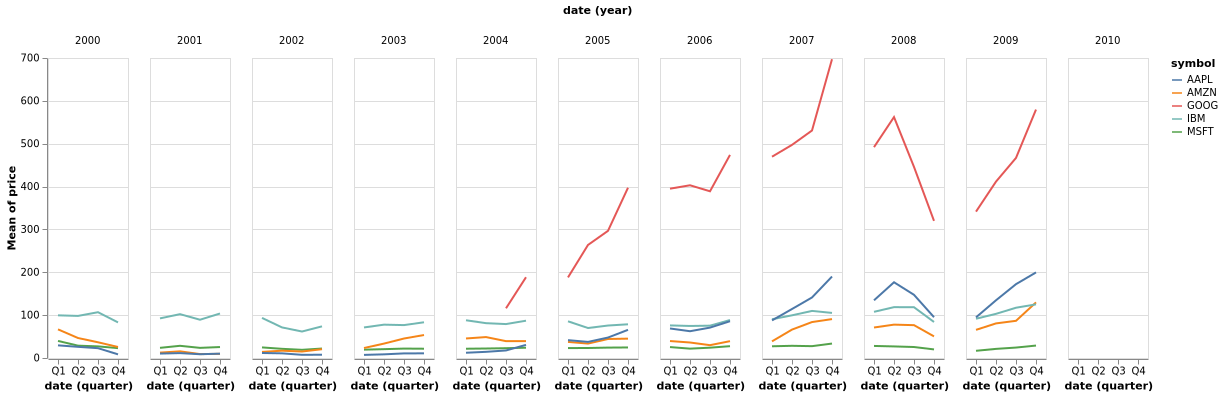 date (year)
2000 2001 2002 2003 2004 2005 2006 2007 2008 2009 2010
700
600
500
400
300
200
100
0
Mean of price
Q1 Q2 Q3 Q4 Q1 Q2 Q3 Q4 Q1 Q2 Q3 Q4 Q1 Q2 Q3 Q4 Q1 Q2 Q3 Q4 Q1 Q2 Q3 Q4 Q1 Q2 Q3 Q4 Q1 Q2 Q3 Q4 Q1 Q2 Q3 Q4 Q1 Q2 Q3 Q4 Q1 Q2 Q3 Q4
date (quarter) date (quarter) date (quarter) date (quarter) date (quarter) date (quarter) date (quarter) date (quarter) date (quarter) date (quarter) date (quarter)
symbol
AAPL
AMZN
GOOG
IBM
MSFT